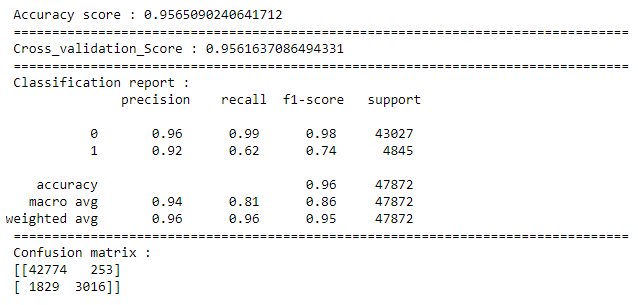 Accuracy score : 0.9565090240641712
==============================================================================
Cross_validation_Score : 0.9561637086494331
==============================================================================
Classification report :
              precision    recall  f1-score   support

           0       0.96      0.99      0.98     43027
           1       0.92      0.62      0.74      4845

    accuracy                           0.96     47872
   macro avg       0.94      0.81      0.86     47872
weighted avg       0.96      0.96      0.95     47872
==============================================================================
Confusion matrix :
[[42774   253]
[ 1829  3016]]